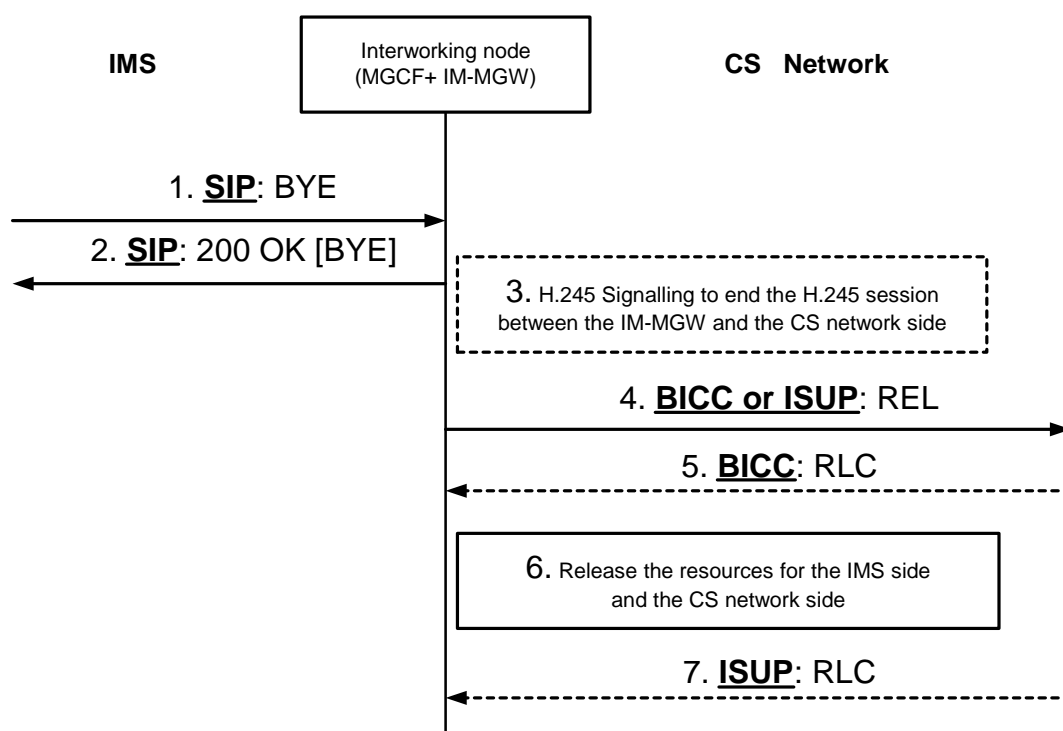 IMS
Interworking node
(MGCF+ IM-MGW)
CS Network
1. SIP: BYE
2. SIP: 200 OK [BYE]
3. H.245 Signalling to end the H.245 session
between the IM-MGW and the CS network side
4. BICC or ISUP: REL
5. BICC: RLC
6. Release the resources for the IMS side
and the CS network side
7. ISUP: RLC